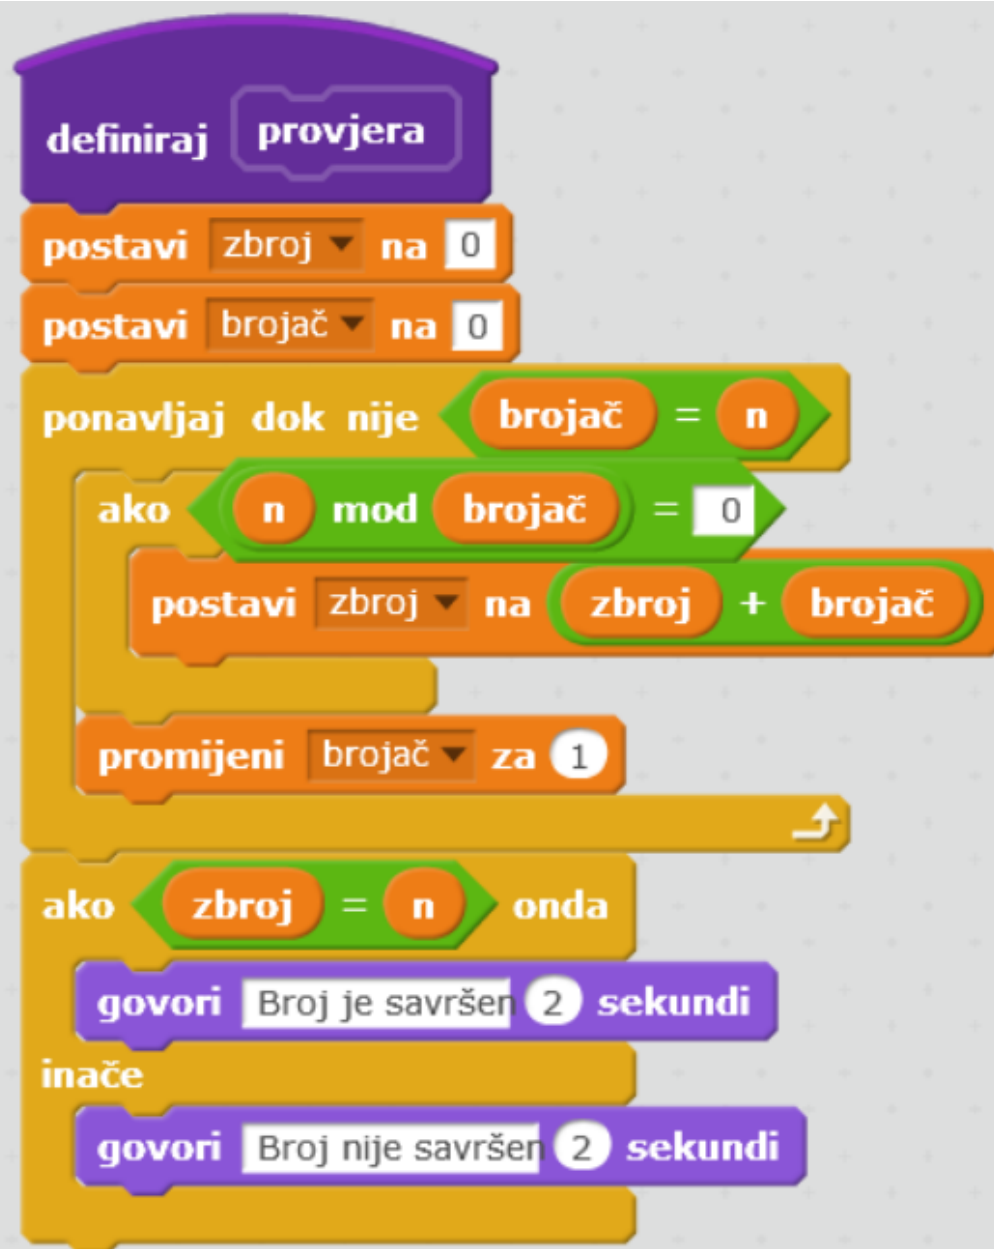 definiraj provjera
postavi zbroj na 0
postavi brojač na 0
ponavljaj dok nije brojač = n
ako n mod brojač = 0
postavi zbroj na zbroj + brojač
promijeni brojač za 1
ako zbroj = n onda
govori Broj je savršen 2 sekundi
inače
govori Broj nije savršen 2 sekundi